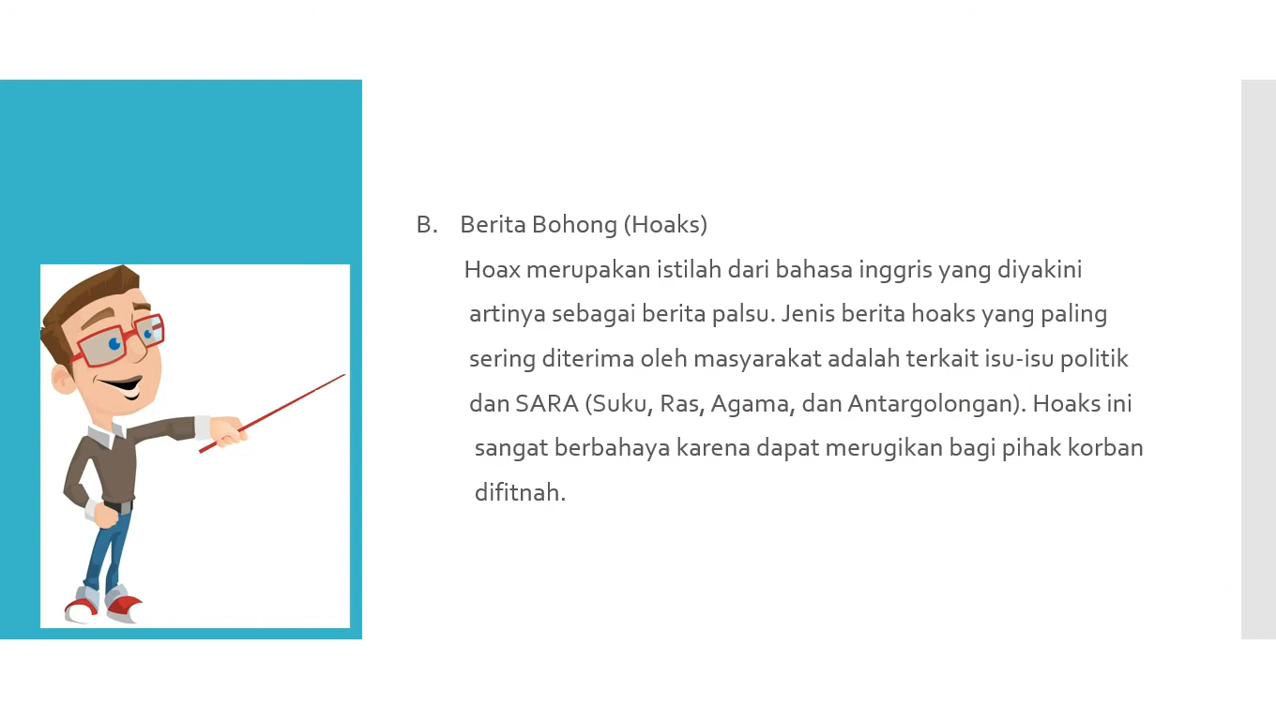 B. Berita Bohong (Hoaks)
Hoax merupakan istilah dari bahasa inggris yang diyakini
artinya sebagai berita palsu. Jenis berita hoaks yang paling
sering diterima oleh masyarakat adalah terkait isu-isu politik
dan SARA (Suku, Ras, Agama, dan Antargolongan). Hoaks ini
sangat berbahaya karena dapat merugikan bagi pihak korban
difitnah.